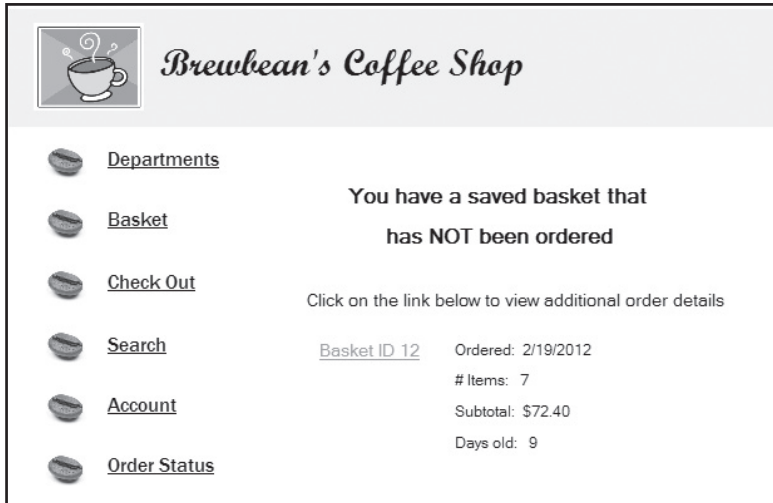 Brewbean's Coffee Shop
Departments
Basket
Check Out
Search
Account
Order Status
You have a saved basket that
has NOT been ordered
Click on the link below to view additional order details
Basket ID 12
Ordered: 2/19/2012
# Items: 7
Subtotal: $72.40
Days old: 9